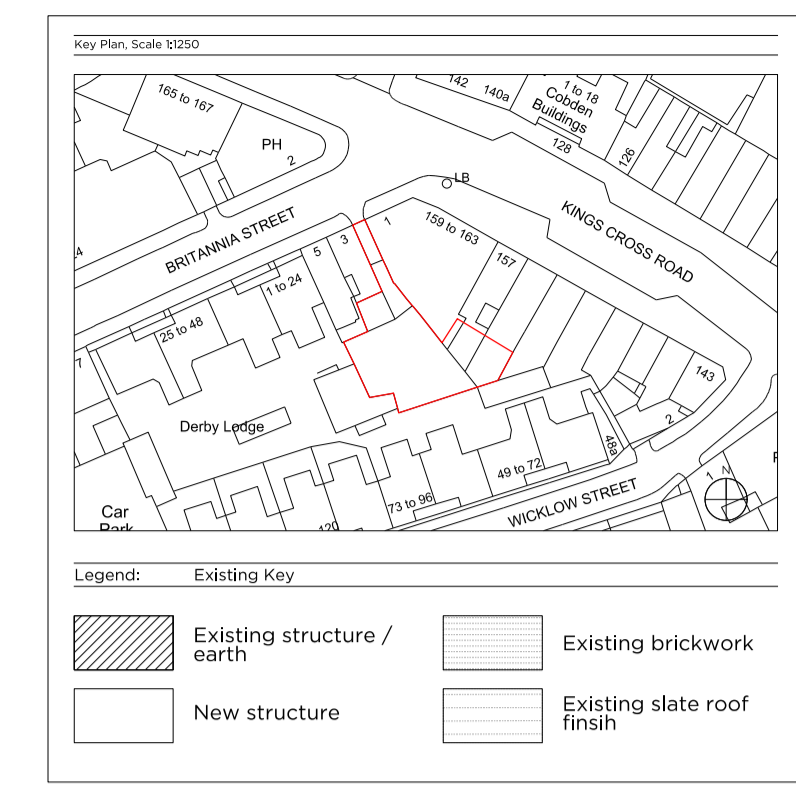 Key Plan, Scale 1:1250
165 to 167
PH
2
142
140a
1 to 18
Cobden
Buildings
128
126
LB
KINGS CROSS ROAD
BRITANNIA STREET
159 to 163
157
1
3
5
1 to 24
25 to 48
4
7
143
2
Derby Lodge
48a
49 to 72
73 to 96
120
WICKLOW STREET
Car
Park
1
N
Legend:
Existing Key
Existing structure /
earth
Existing brickwork
New structure
Existing slate roof
finsih